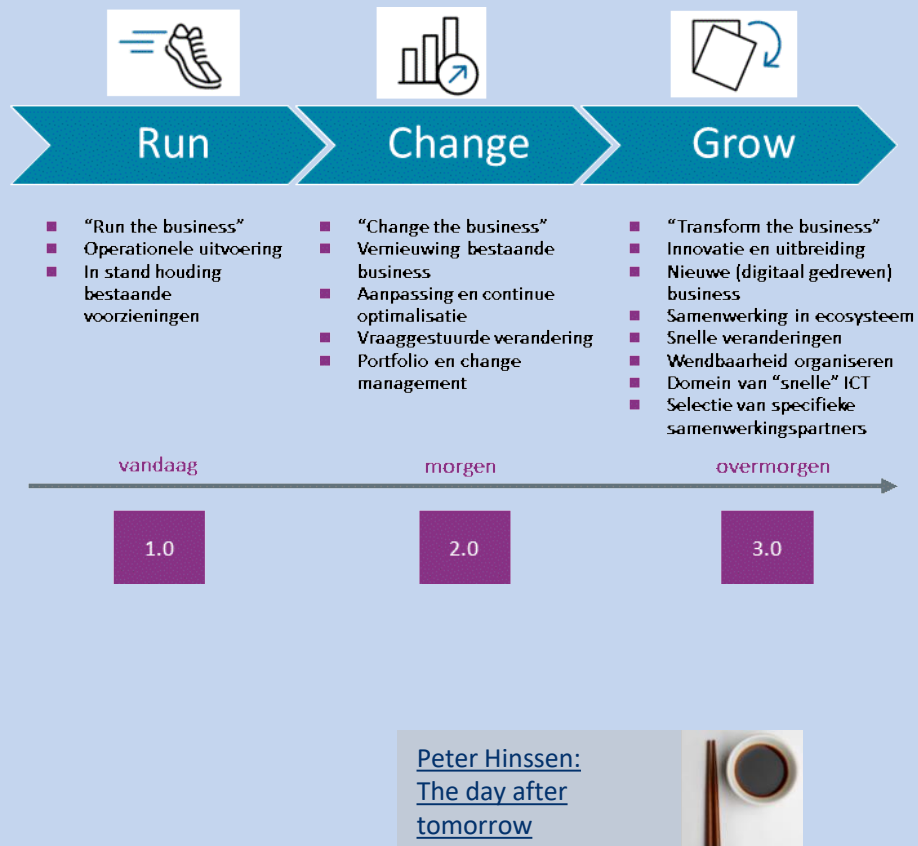 Run
Change
Grow
“Run the business”
Operationele uitvoering
In stand houding
bestaande
voorzieningen
“Change the business”
Vernieuwing bestaande
business
Aanpassing en continue
optimalisatie
Vraaggestuurde verandering
Portfolio en change
management
“Transform the business”
Innovatie en uitbreiding
Nieuwe (digitaal gedreven)
business
Samenwerking in ecosysteem
Snelle veranderingen
Wendbaarheid organiseren
Domein van “snelle” ICT
Selectie van specifieke
samenwerkingspartners
vandaag
morgen
overmorgen
1.0
2.0
3.0
Peter Hinssen:
The day after
tomorrow